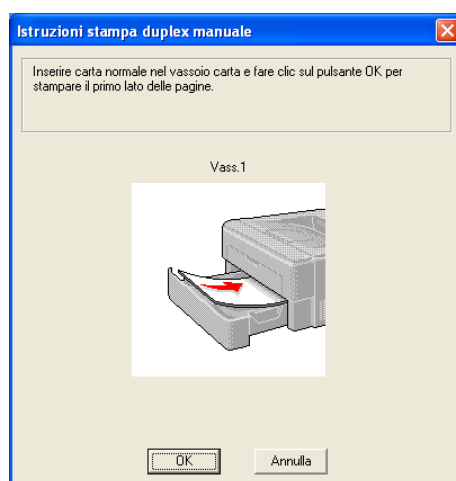 Istruzioni stampa duplex manuale
Inserire carta normale nel vassoio carta e fare clic sul pulsante OK per
stampare il primo lato delle pagine.
Vass.1
OK
Annulla